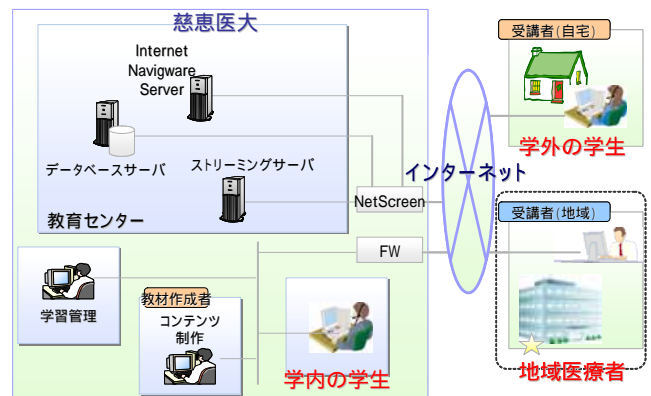 慈恵医大
Internet
Navigware
Server
データベースサーバ
ストリーミングサーバ
教育センター
NetScreen
FW
インターネット
受講者(自宅)
学外の学生
受講者(地域)
地域医療者
学習管理
教材作成者
コンテンツ
制作
学内の学生